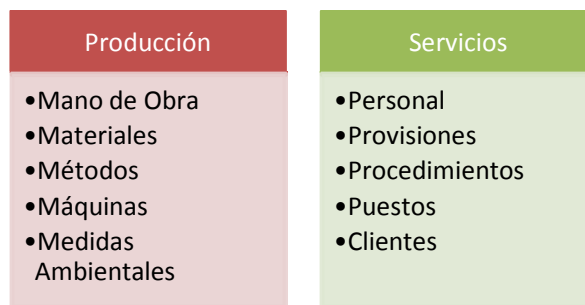 Producción
•Mano de Obra
•Materiales
•Métodos
•Máquinas
•Medidas
Ambientales
Servicios
•Personal
•Provisiones
•Procedimientos
•Puestos
•Clientes